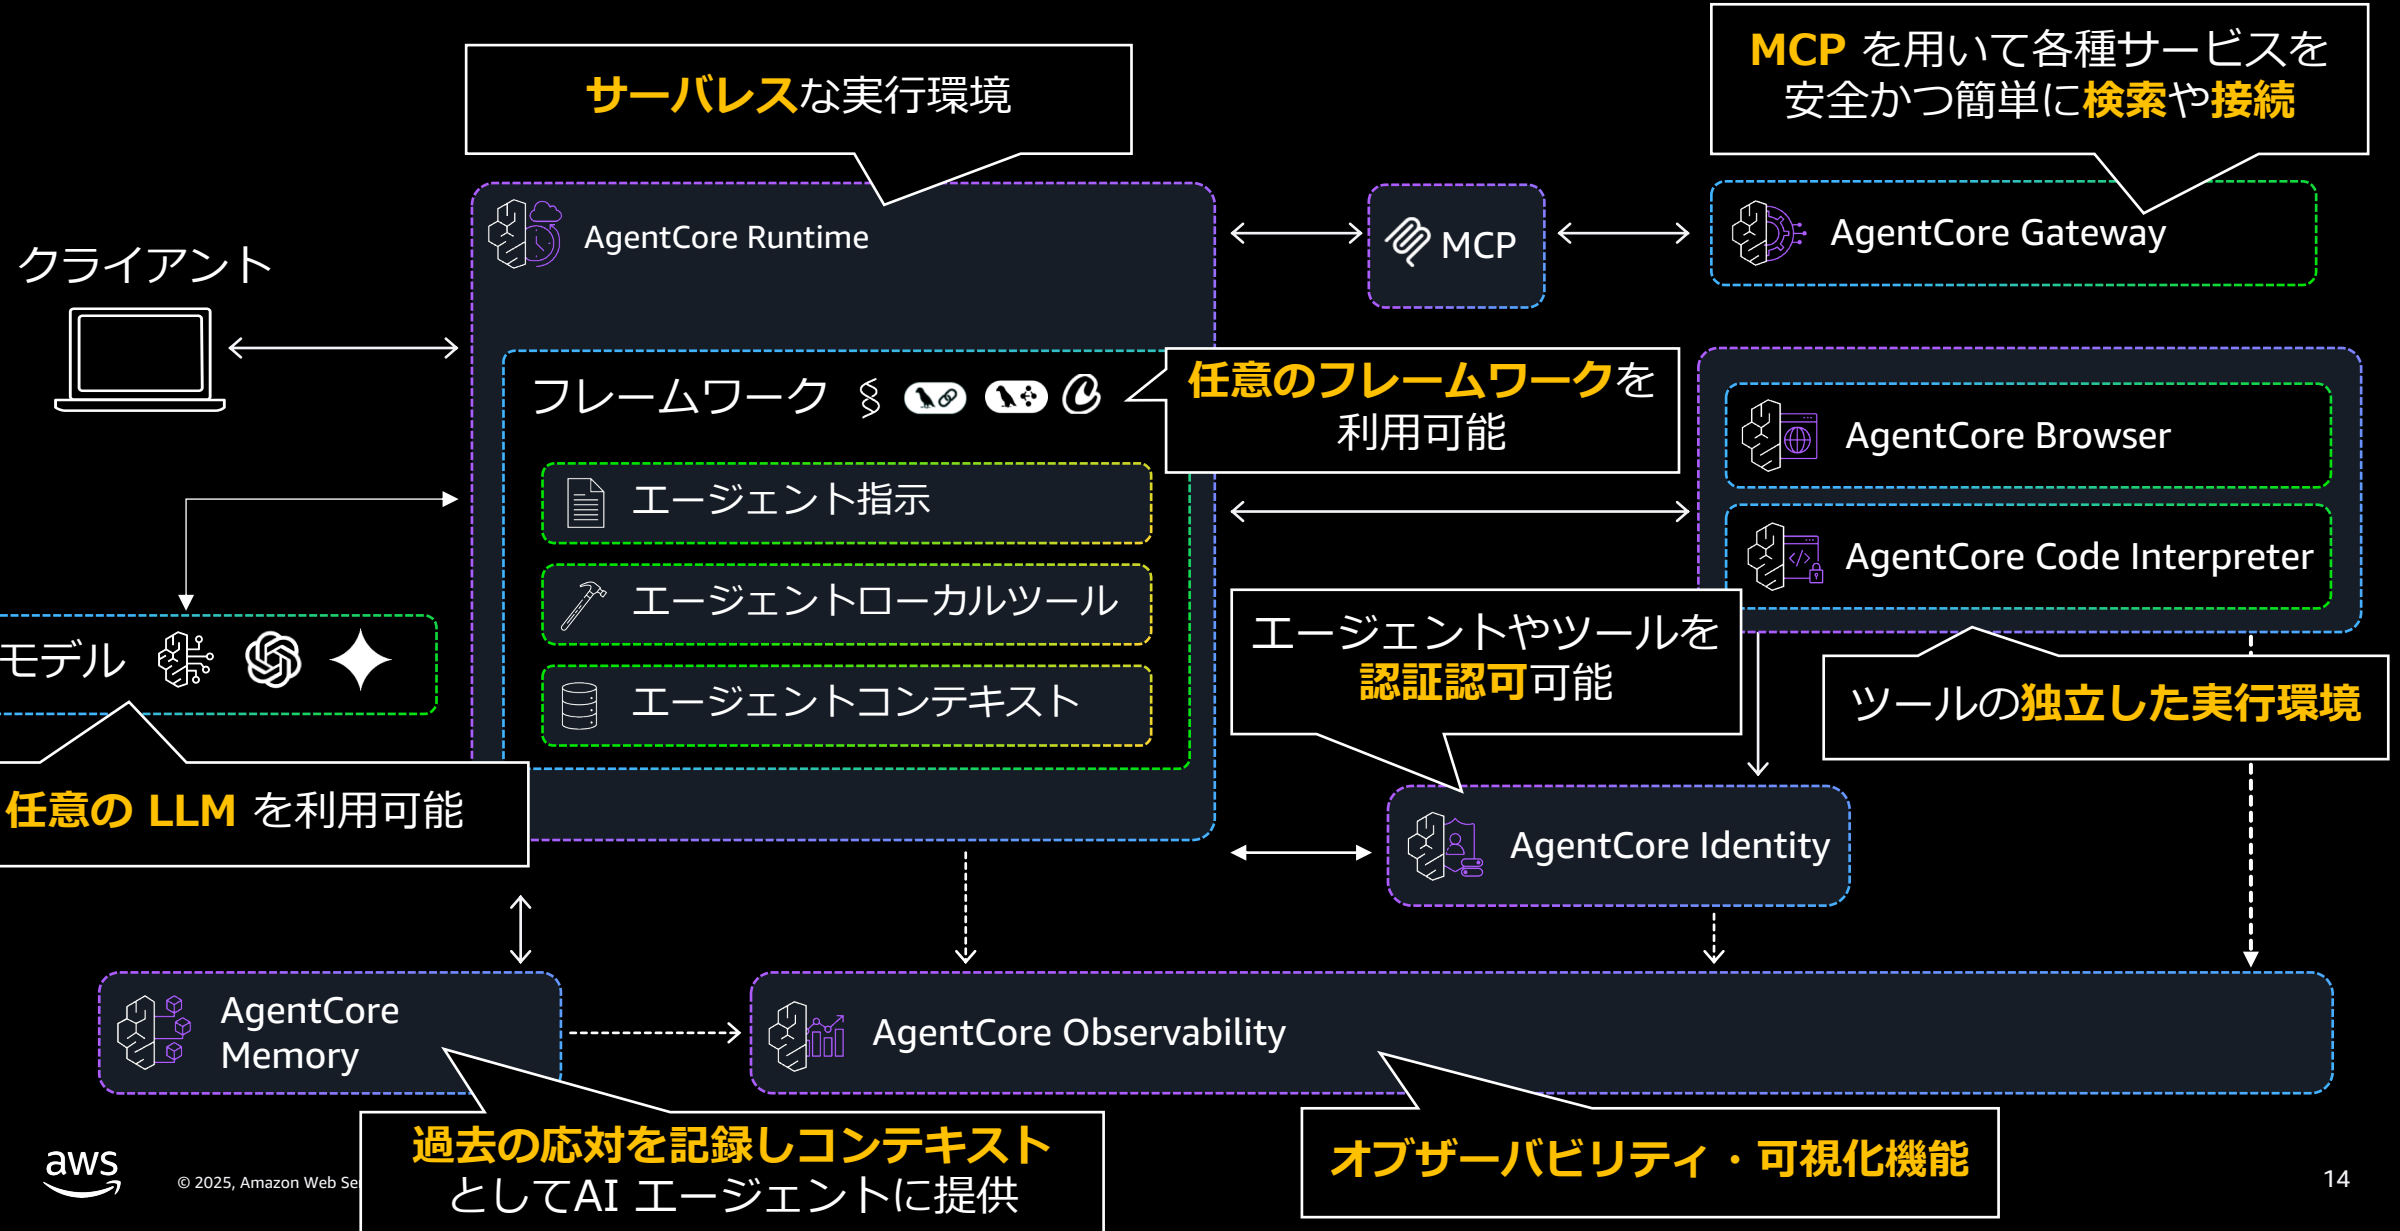 サーバレスな実行環境
MCP を用いて各種サービスを
安全かつ簡単に検索や接続
AgentCore Runtime
MCP
AgentCore Gateway
クライアント
フレームワーク
任意のフレームワークを
利用可能
AgentCore Browser
エージェント指示
AgentCore Code Interpreter
エージェントローカルツール
エージェントやツールを
認証認可可能
モデル
エージェントコンテキスト
ツールの独立した実行環境
任意の LLM を利用可能
AgentCore Identity
AgentCore
Memory
AgentCore Observability
過去の応対を記録しコンテキスト
としてAI エージェントに提供
オブザーバビリティ・可視化機能
aws
© 2025, Amazon Web Se
14